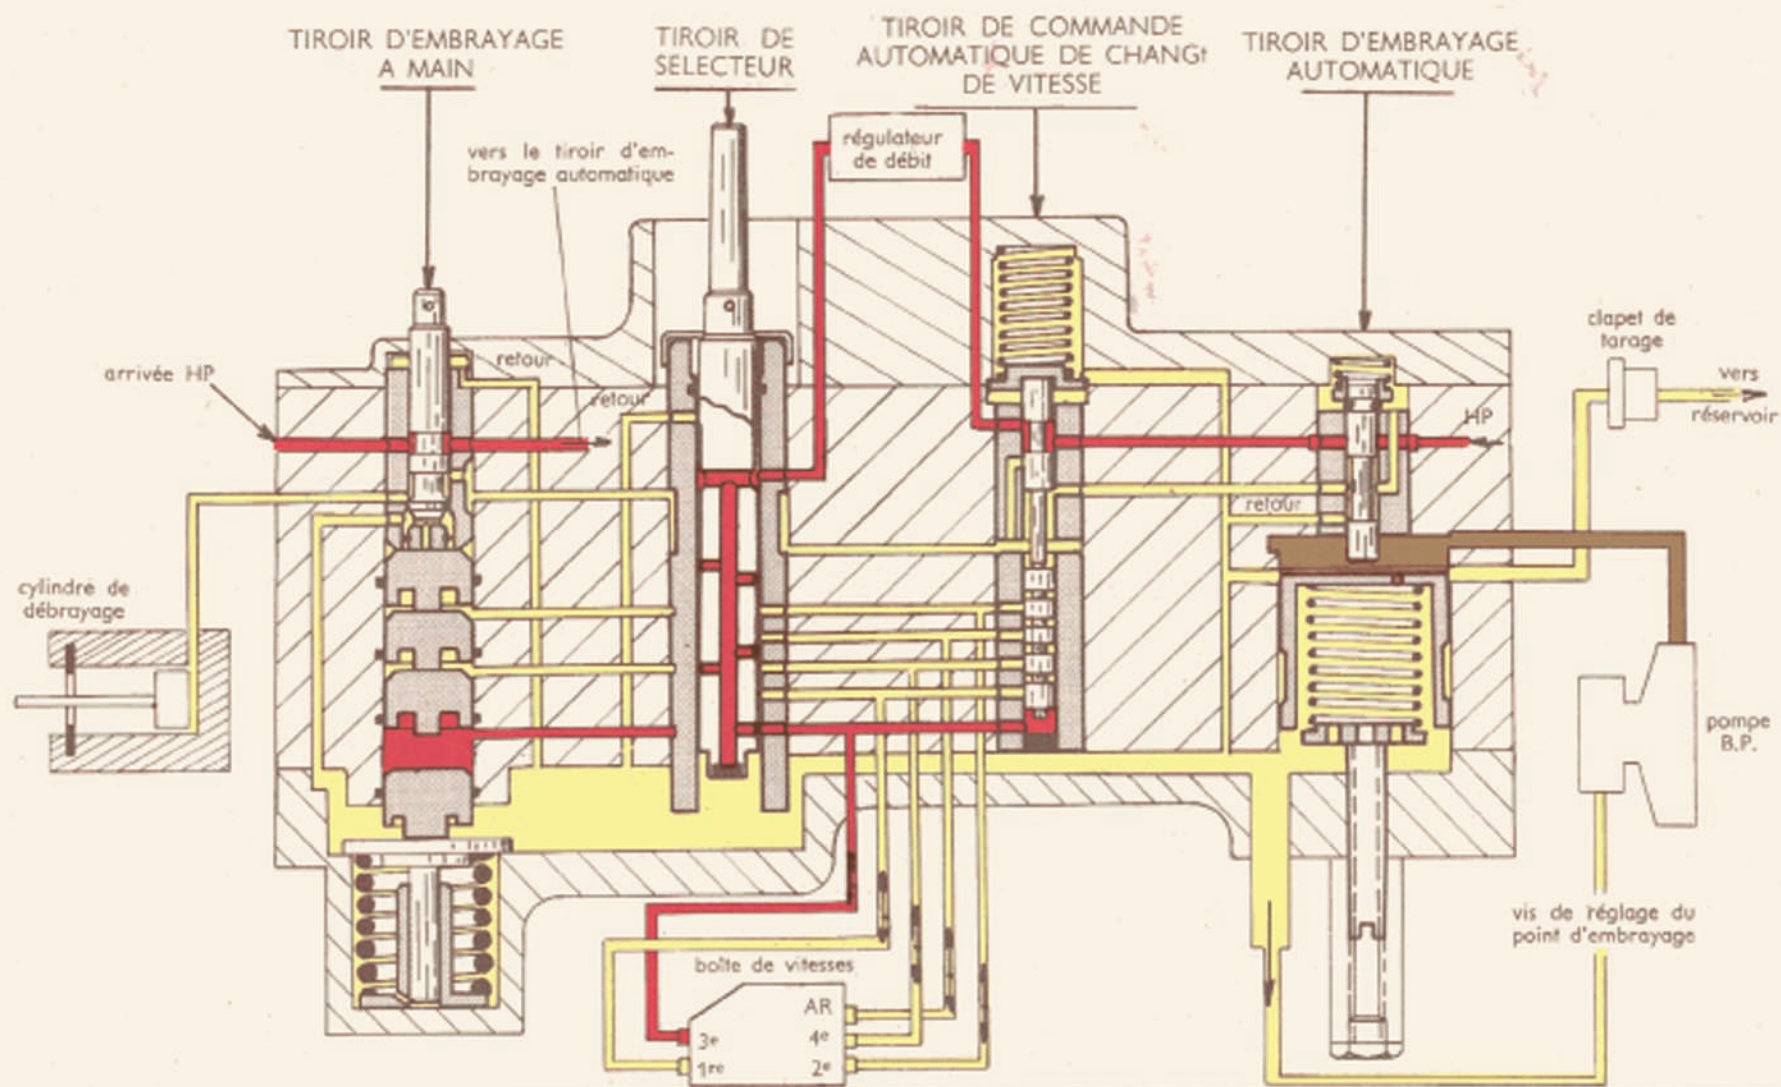 TIROIR D'EMBRAYAGE
A MAIN
TIROIR DE
SELECTEUR
TIROIR DE COMMANDE
AUTOMATIQUE DE CHANGt
DE VITESSE
TIROIR D'EMBRAYAGE
AUTOMATIQUE
vers le tiroir d'em-
brayage automatique
régulateur
de débit
arrivée HP
retour
retour
clapet de
tarage
vers
réservoir
HP
retour
cylindre de
débrayage
pompe
B.P.
vis de réglage du
point d'embrayage
boîte de vitesses
AR
3e
4e
1re
2e